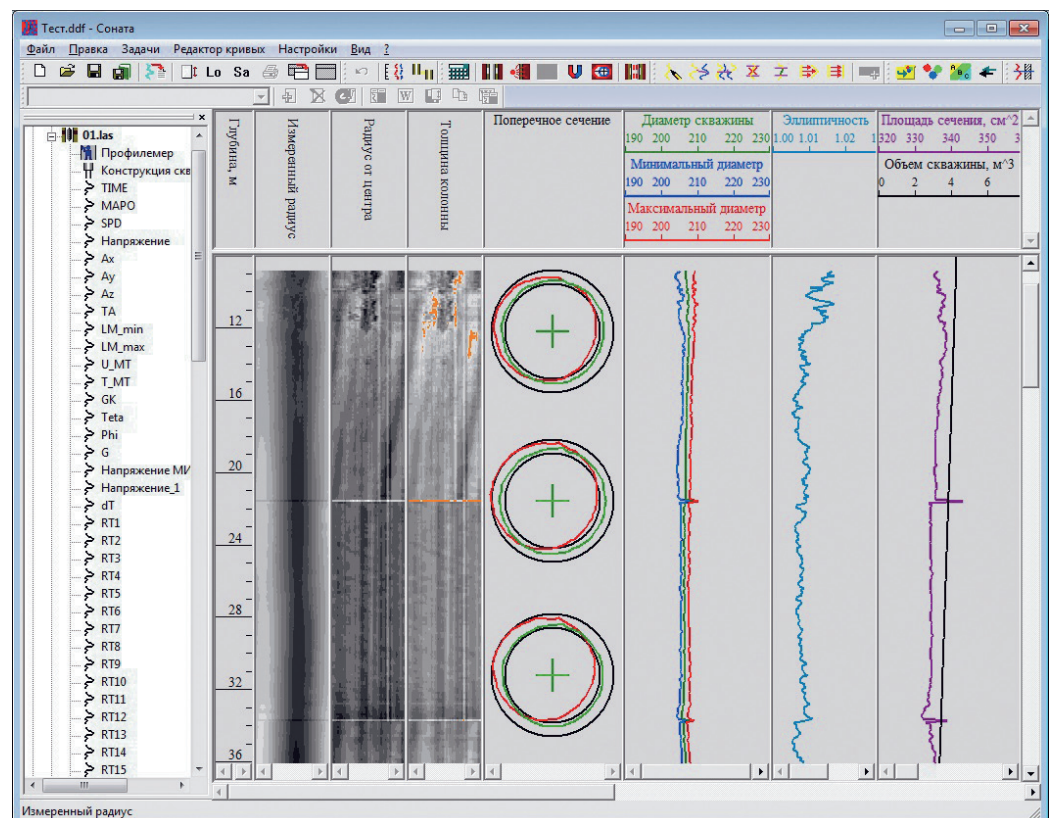 Тест.ddf - Соната
Файл Правка Задачи Редактор кривых Настройки Вид ?
Lo Sa
01.las
Профилемер
Конструкция скв
TIME
МАРО
SPD
Напряжение
Ax
Ay
Az
TA
LM_min
LM_max
U_MT
T_MT
GK
Teta
Phi
G
Напряжение МИ
Напряжение_1
dT
RT1
RT2
RT3
RT4
RT5
RT6
RT7
RT8
RT9
RT10
RT11
RT12
RT13
RT14
RT15
Глубина, м
Измеренный радиус
Радиус от центра
Толщина колонны
Поперечное сечение
Диаметр скважины
190 200 210 220 230
Минимальный диаметр
190 200 210 220 230
Максимальный диаметр
190 200 210 220 230
Эллиптичность
1.00 1.01 1.02 1
Площадь сечения, см^2
320 330 340 350 3
Объем скважины, м^3
0 2 4 6
12
16
20
24
28
32
36
Измеренный радиус